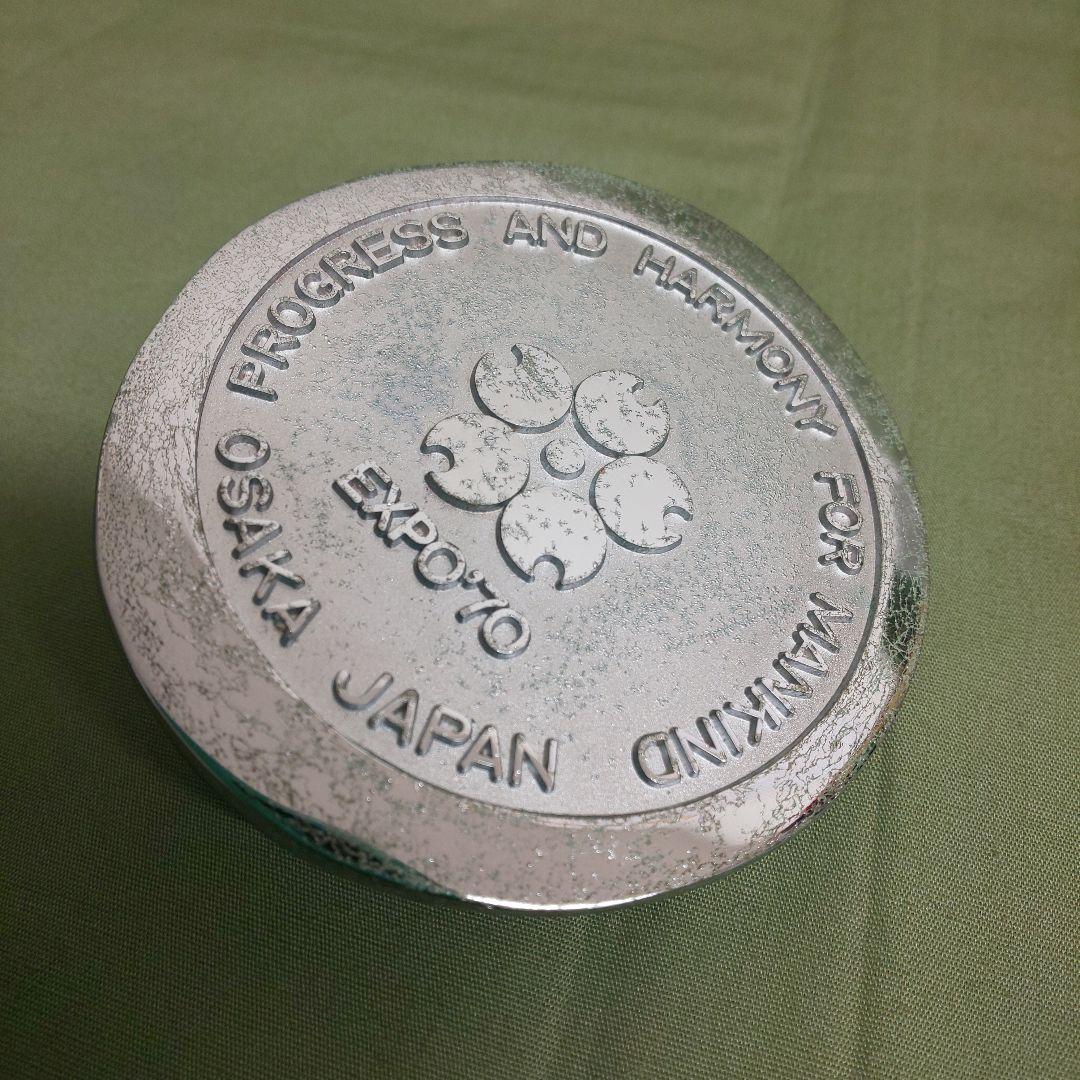 PROGRESS AND HARMONY FOR MANKIND
EXPO'70
OSAKA JAPAN